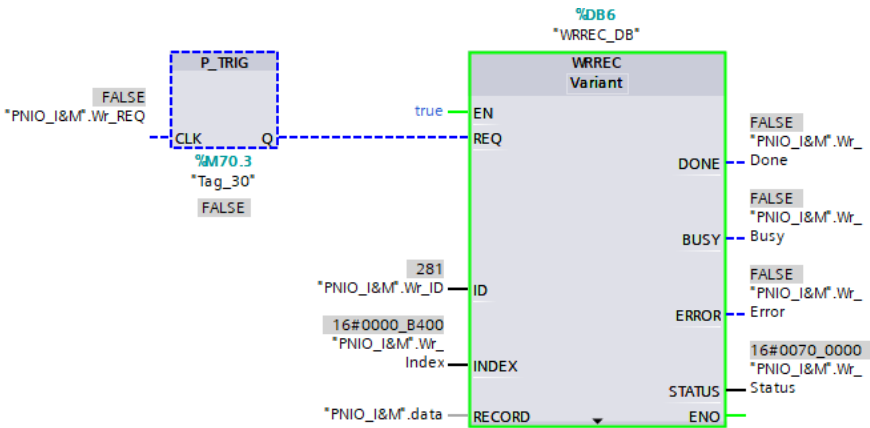 %DB6
"WRREC_DB"
P_TRIG
WRREC
Variant
FALSE
"PNIO_I&M".Wr_REQ
true
EN
CLK
Q
REQ
%M70.3
"Tag_30"
FALSE
FALSE
"PNIO_I&M".Wr_
Done
DONE
FALSE
"PNIO_I&M".Wr_
Busy
BUSY
281
"PNIO_I&M".Wr_ID
ID
FALSE
"PNIO_I&M".Wr_
Error
ERROR
16#0000_B400
"PNIO_I&M".Wr_
Index
INDEX
16#0070_0000
"PNIO_I&M".Wr_
Status
STATUS
"PNIO_I&M".data
RECORD
ENO